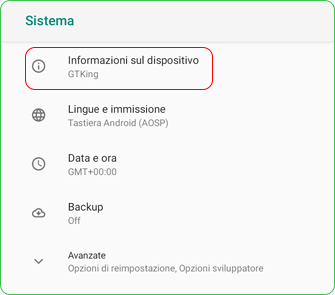 Sistema
Informazioni sul dispositivo
GTKing
Lingue e immissione
Tastiera Android (AOSP)
Data e ora
GMT+00:00
Backup
Off
Avanzate
Opzioni di reimpostazione, Opzioni sviluppatore